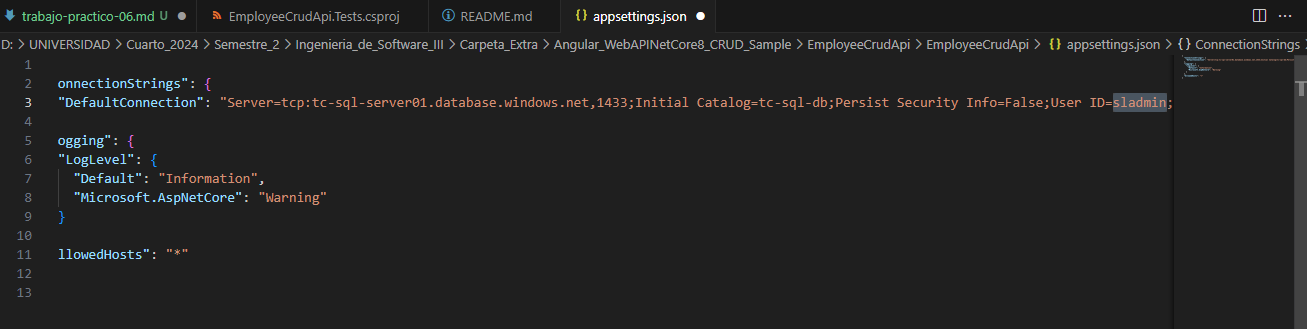 trabajo-practico-06.md U EmployeeCrudApi.Tests.csproj README.md {} appsettings.json
D: > UNIVERSIDAD > Cuarto_2024 > Semestre_2 > Ingenieria_de_Software_III > Carpeta_Extra > Angular_WebAPINetCore8_CRUD_Sample > EmployeeCrudApi > EmployeeCrudApi > {} appsettings.json > {} ConnectionStrings >
1
2 onnectionStrings": {
3 "DefaultConnection": "Server=tcp:tc-sql-server01.database.windows.net,1433;Initial Catalog=tc-sql-db;Persist Security Info=False;User ID=sladmin;
4
5 ogging": {
6 "LogLevel": {
7 "Default": "Information",
8 "Microsoft.AspNetCore": "Warning"
9 }
10
11 llowedHosts": "*"
12
13